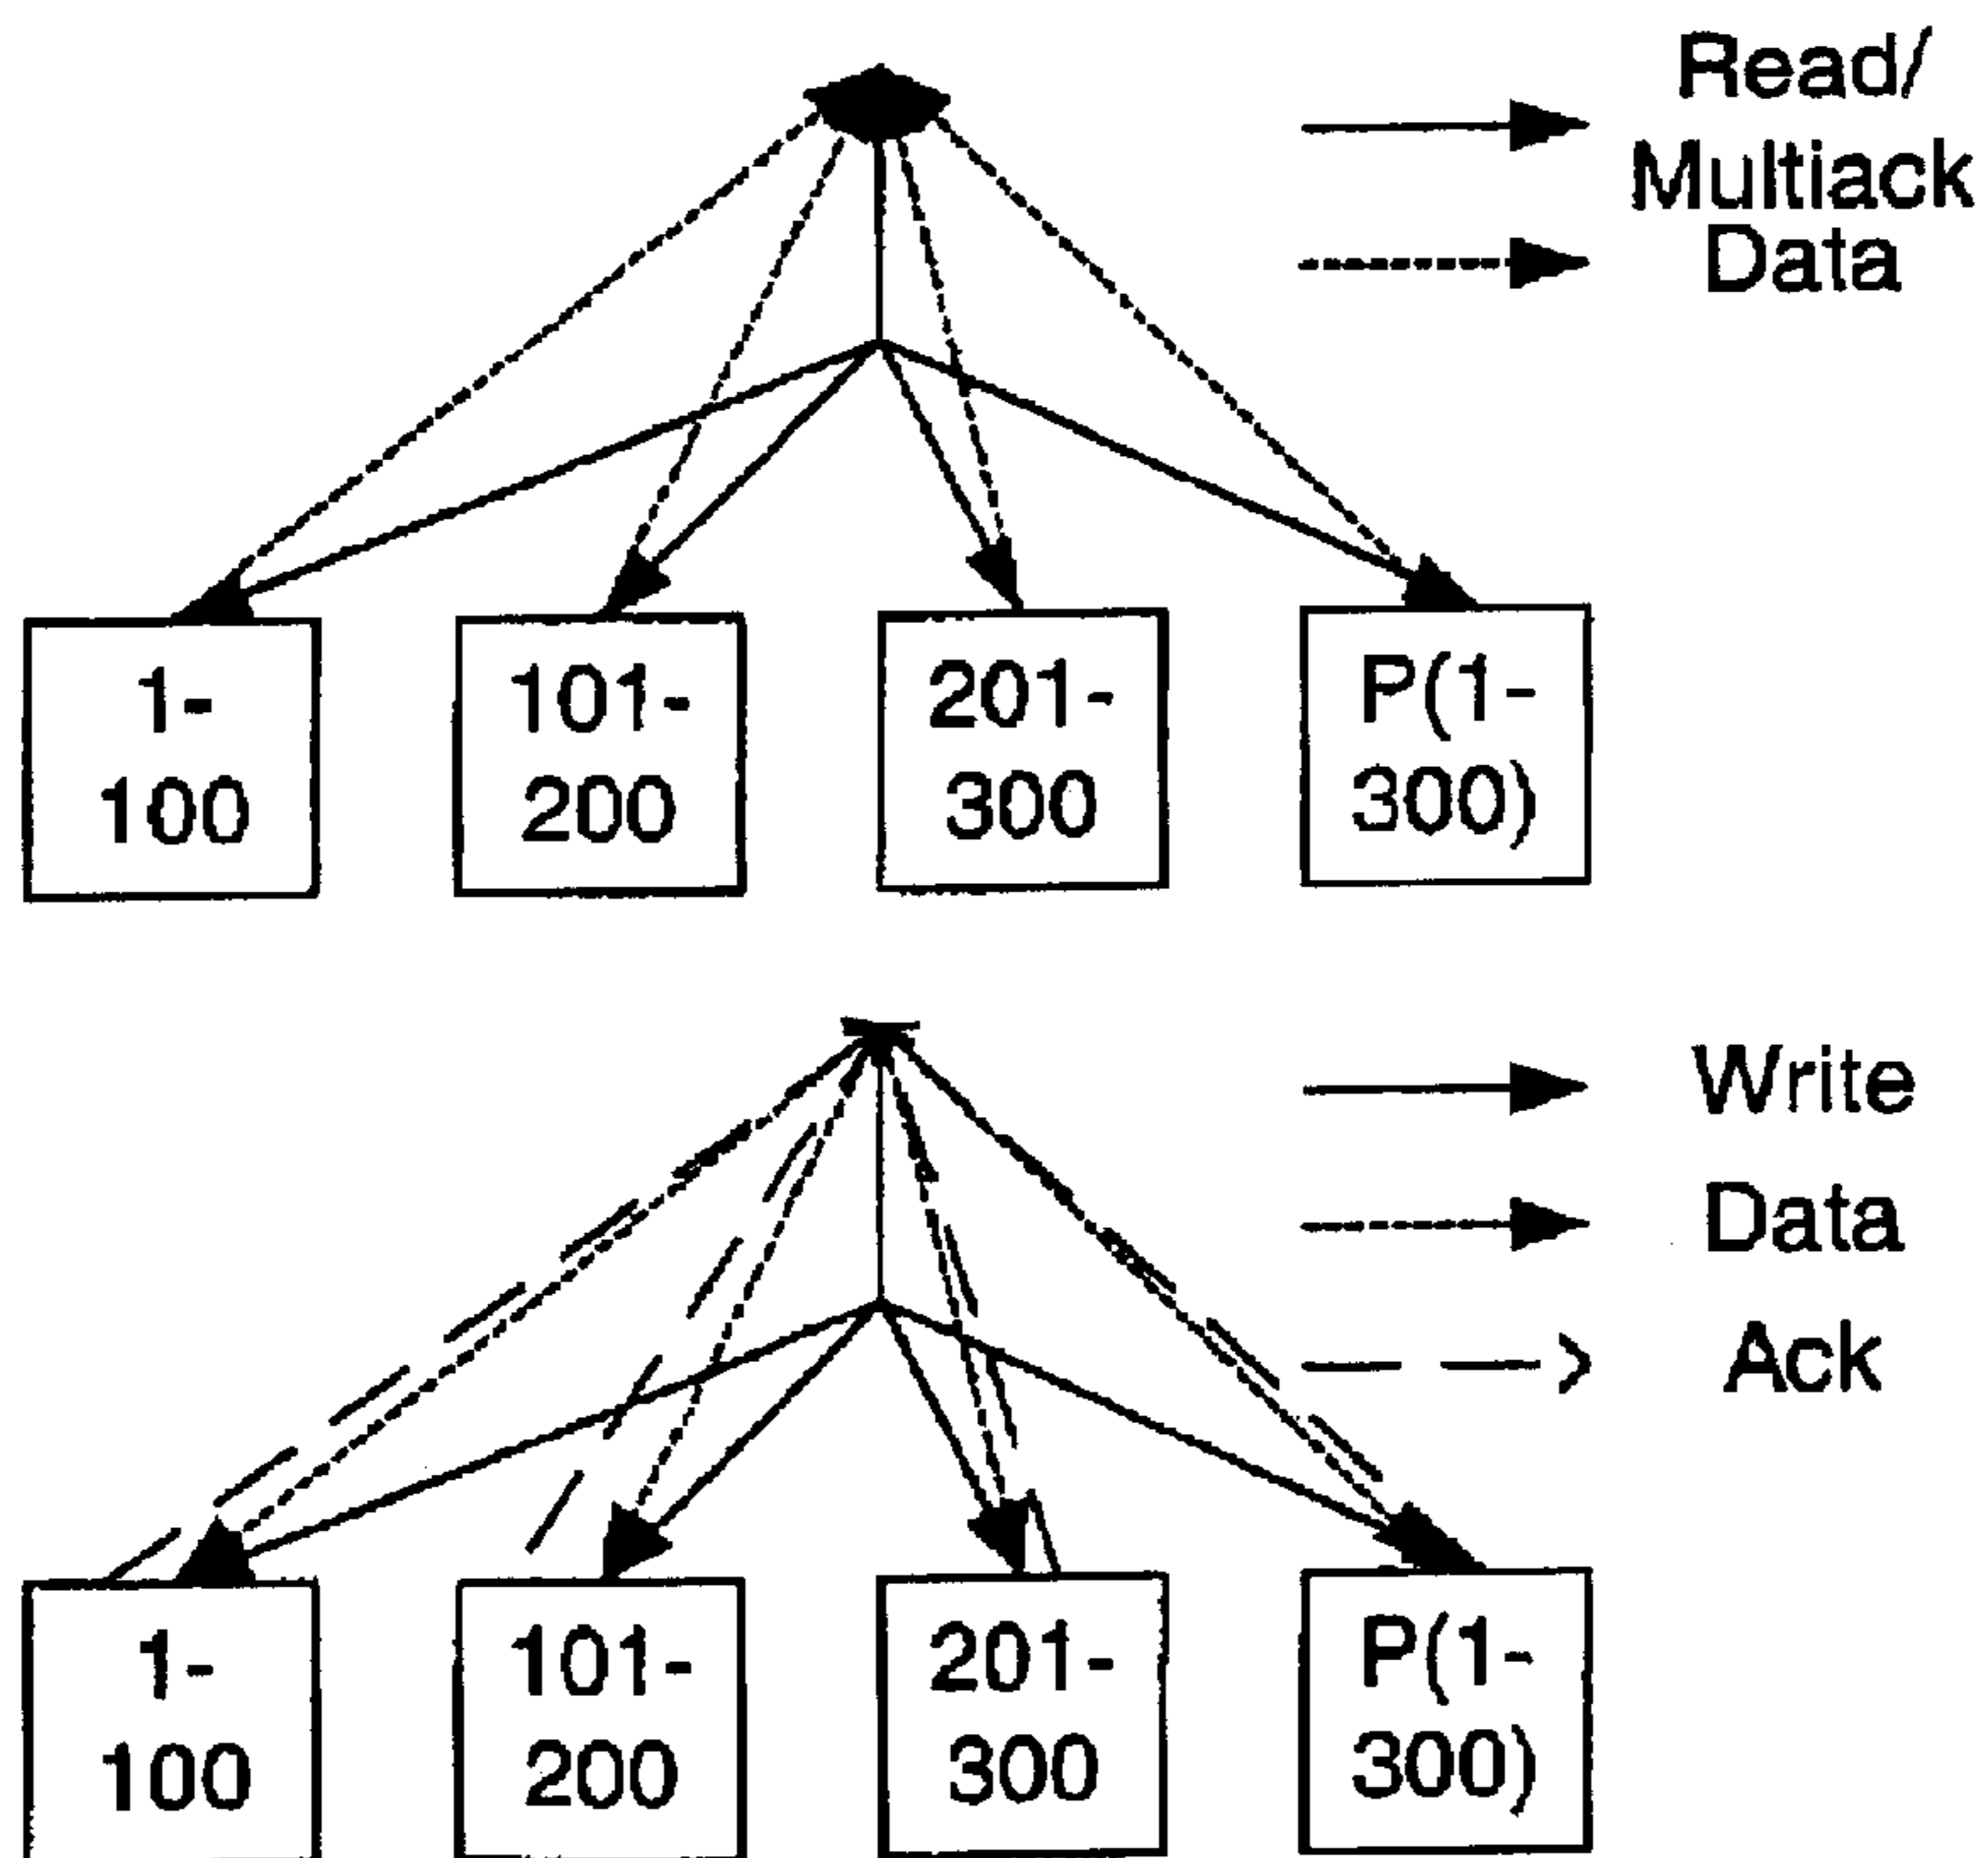 Read/
Multiack
Data
1-
100
101-
200
201-
300
P(1-
300)
Write
Data
Ack
1-
100
101-
200
201-
300
P(1-
300)